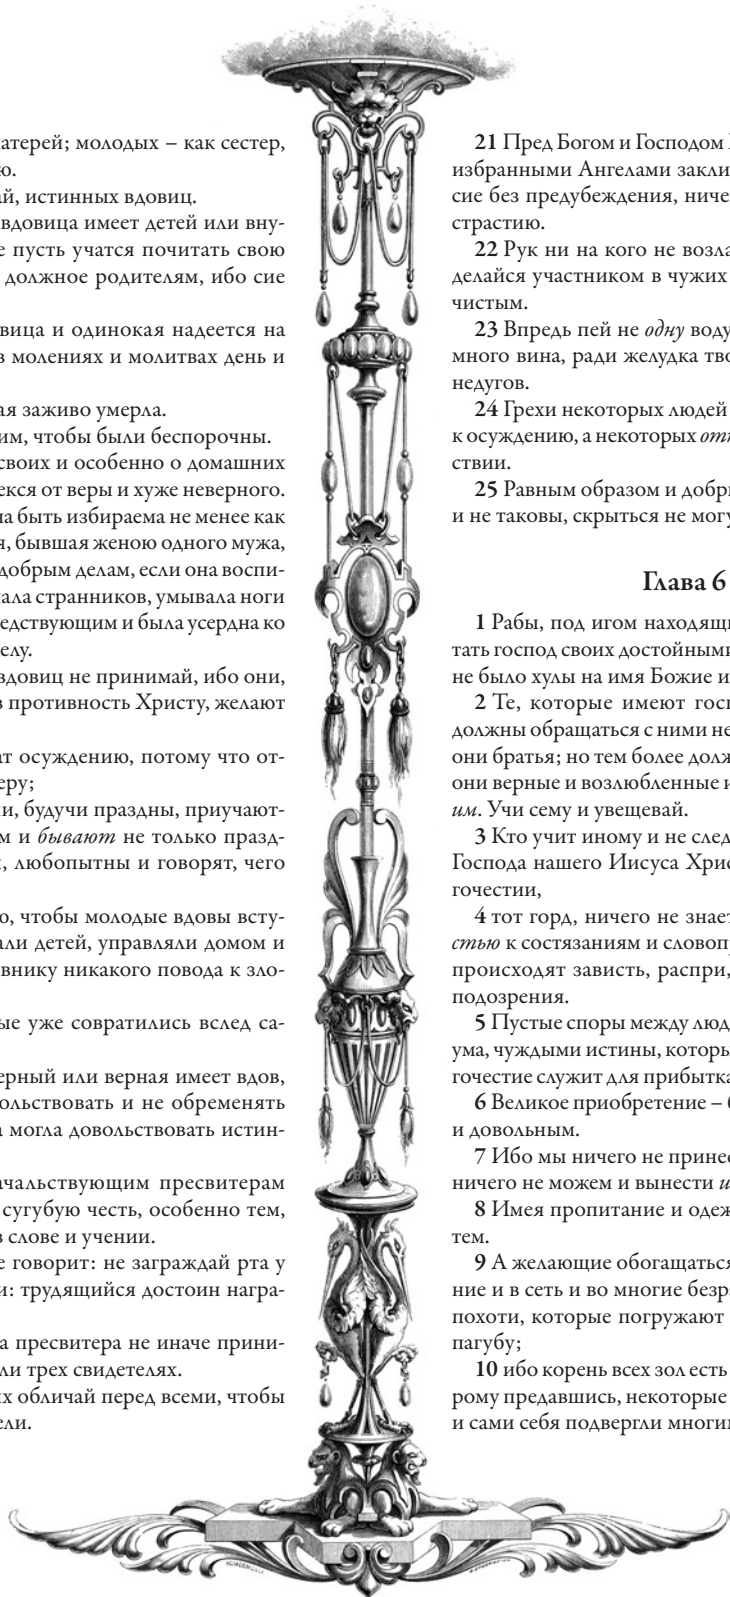 матерей; молодых – как сестер,
ю.
ай, истинных вдовиц.
вдовица имеет детей или вну-
е пусть учатся почитать свою
должное родителям, ибо сие
овица и одинокая надеется на
в молениях и молитвах день и
ая заживо умерла.
им, чтобы были беспорочны.
своих и особенно о домашних
екся от веры и хуже неверного.
на быть избираема не менее как
я, бывшая женою одного мужа,
добрым делам, если она воспи-
мала странников, умывала ноги
едствующим и была усердна ко
елу.
вдовиц не принимай, ибо они,
в противность Христу, желают
ат осуждению, потому что от-
еру;
ни, будучи праздны, приучают-
м и бывают не только празд-
, любопытны и говорят, чего
ю, чтобы молодые вдовы всту-
али детей, управляли домом и
ивнику никакого повода к зло-
ые уже совратились вслед са-
ерный или верная имеет вдов,
ольствовать и не обременять
а могла довольствовать истин-
ачальствующим пресвитерам
сугубую честь, особенно тем,
в слове и учении.
е говорит: не заграждай рта у
и: трудящийся достоин награ-
а пресвитера не иначе прини-
ли трех свидетелях.
их обличай перед всеми, чтобы
ели.
21 Пред Богом и Господом
избранными Ангелами закли
сие без предубеждения, ниче
страстию.
22 Рук ни на кого не возла
делайся участником в чужих
чистым.
23 Впредь пей не одну воду
много вина, ради желудка тво
недугов.
24 Грехи некоторых людей
к осуждению, а некоторых отк
ствии.
25 Равным образом и добры
и не таковы, скрыться не могу
Глава 6
1 Рабы, под игом находящи
тать господ своих достойными
не было хулы на имя Божие и
2 Те, которые имеют госп
должны обращаться с ними не
они братья; но тем более долж
они верные и возлюбленные и
им. Учи сему и увещевай.
3 Кто учит иному и не след
Господа нашего Иисуса Хрис
гочестии,
4 тот горд, ничего не знает
стью к состязаниям и словопр
происходят зависть, распри,
подозрения.
5 Пустые споры между люд
ума, чуждыми истины, которы
гочестие служит для прибытка
6 Великое приобретение – б
и довольным.
7 Ибо мы ничего не принес
ничего не можем и вынести и
8 Имея пропитание и одеж
тем.
9 А желающие обогащаться
ние и в сеть и во многие безра
похоти, которые погружают
пагубу;
10 ибо корень всех зол есть
рому предавшись, некоторые
и сами себя подвергли многим